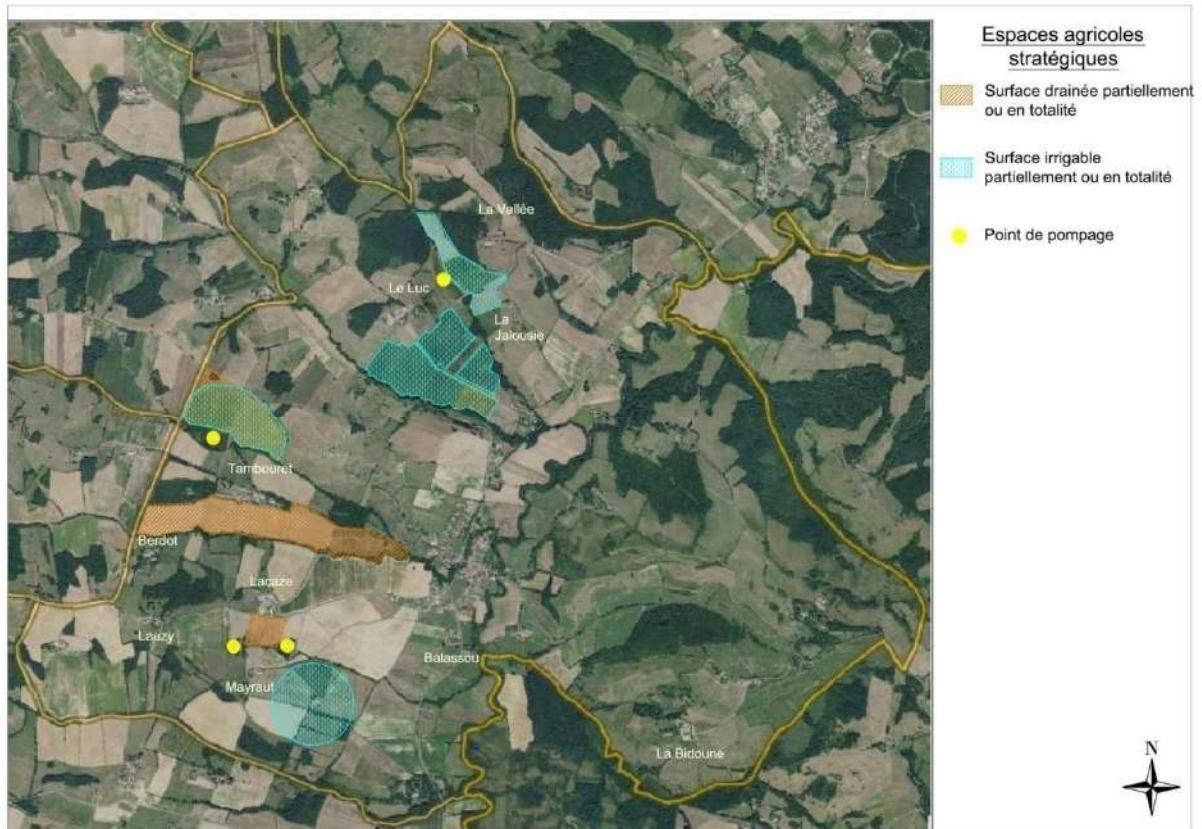 Espaces agricoles
stratégiques
Surface drainée partiellement
ou en totalité
Surface irrigable
partiellement ou en totalité
Point de pompage
La Vallée
Le Luc
La
Jalousie
Tambouret
Berdot
Lacaze
Lauzy
Balassou
Mayraut
La Bidoune
N